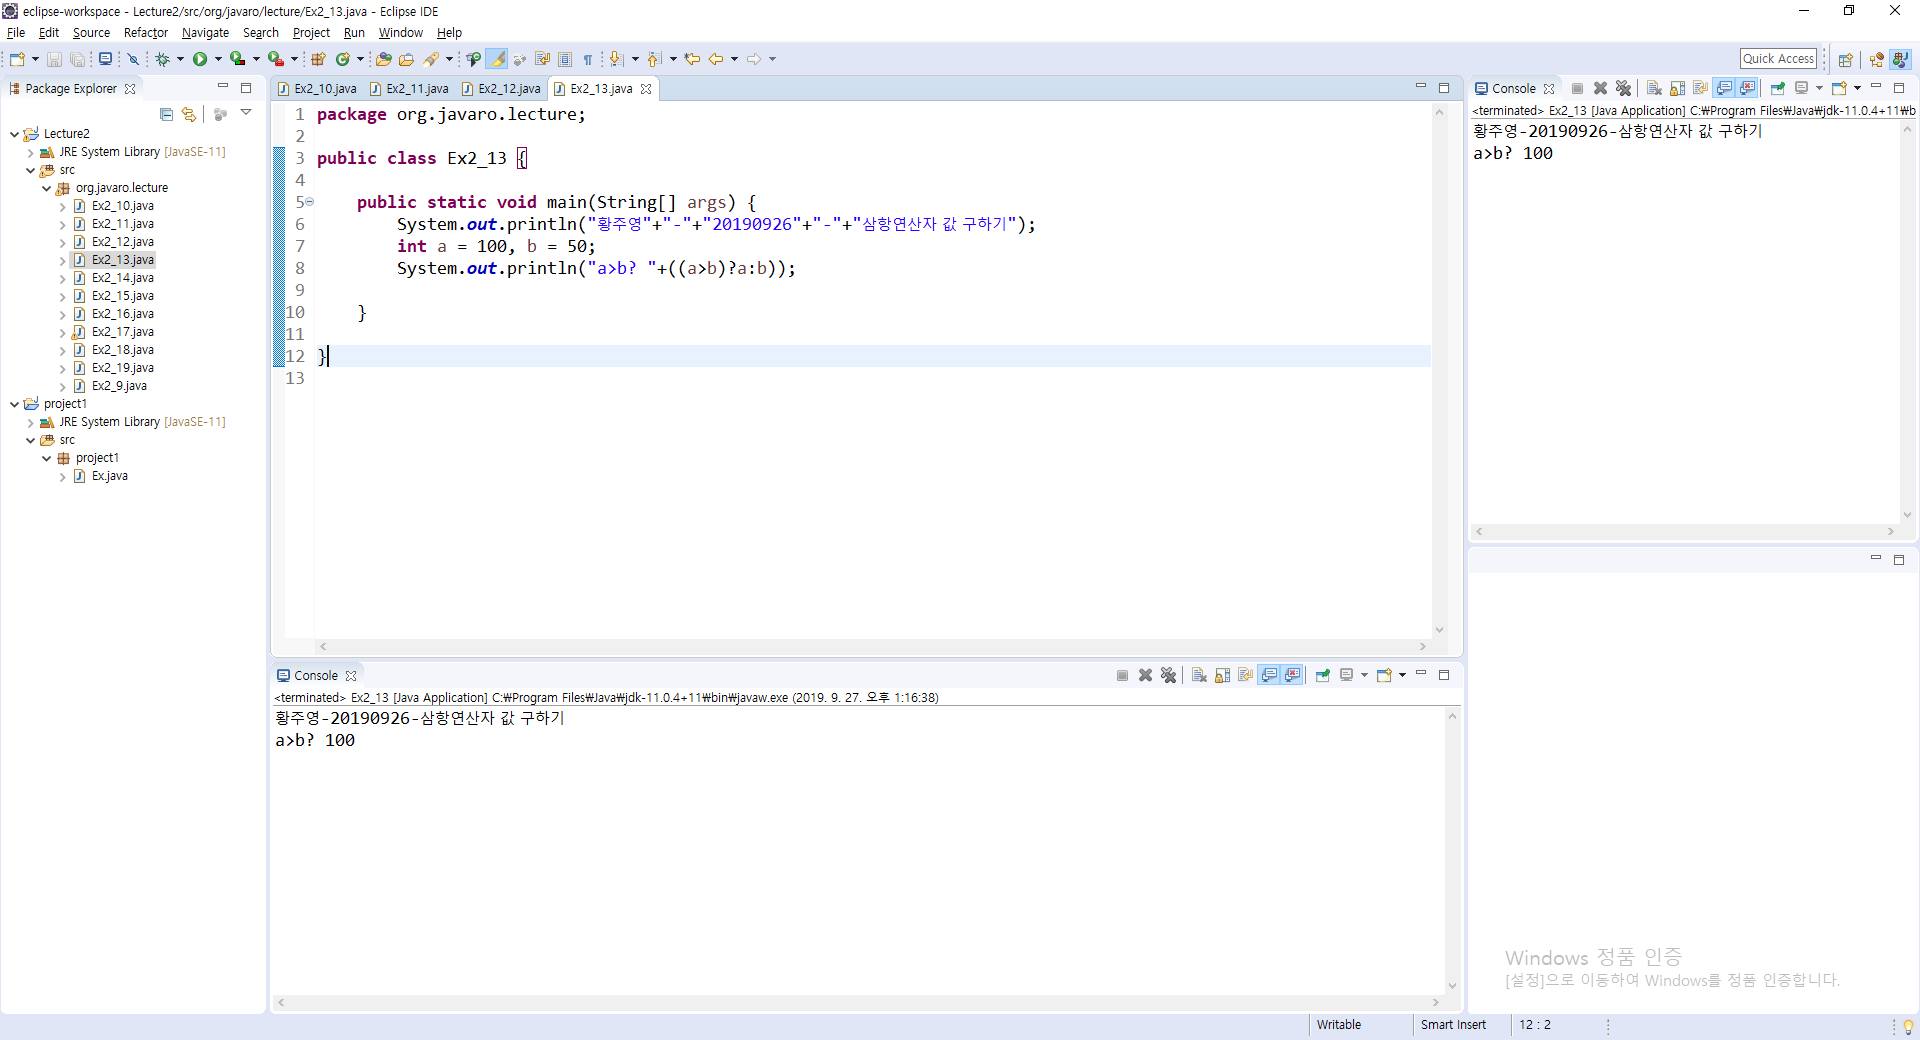 eclipse-workspace - Lecture2/src/org/javaro/lecture/Ex2_13.java - Eclipse IDE
File Edit Source Refactor Navigate Search Project Run Window Help
Quick Access
Package Explorer
Lecture2
JRE System Library [JavaSE-11]
src
org.javaro.lecture
Ex2_10.java
Ex2_11.java
Ex2_12.java
Ex2_13.java
Ex2_14.java
Ex2_15.java
Ex2_16.java
Ex2_17.java
Ex2_18.java
Ex2_19.java
Ex2_9.java
project1
JRE System Library [JavaSE-11]
src
project1
Ex.java
Ex2_10.java Ex2_11.java Ex2_12.java Ex2_13.java
1 package org.javaro.lecture;
2
3 public class Ex2_13 {
4
5 public static void main(String[] args) {
6 System.out.println("황주영"+"-"+"20190926"+"-"+"삼항연산자 값 구하기");
7 int a = 100, b = 50;
8 System.out.println("a>b? "+((a>b)?a:b));
9
10 }
11
12 }
13
Console
<terminated> Ex2_13 [Java Application] C:₩Program Files₩Java₩jdk-11.0.4+11₩bin₩javaw.exe (2019. 9. 27. 오후 1:16:38)
황주영-20190926-삼항연산자 값 구하기
a>b? 100
Console
<terminated> Ex2_13 [Java Application] C:₩Program Files₩Java₩jdk-11.0.4+11₩b
황주영-20190926-삼항연산자 값 구하기
a>b? 100
Windows 정품 인증
[설정]으로 이동하여 Windows를 정품 인증합니다.
Writable Smart Insert 12 : 2